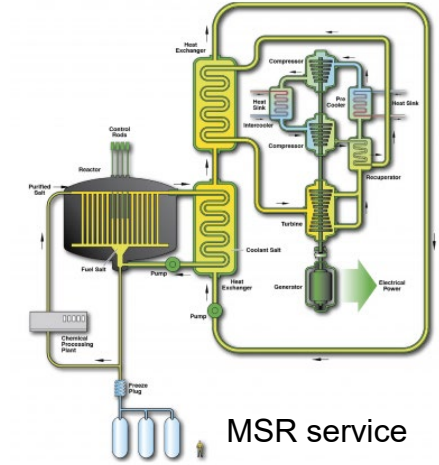 Heat
Exchanger
Compressor
Heat
Sink
Pre
Cooler
Heat Sink
Intercooler
Compressor
Recuperator
Control
Rods
Reactor
Purified
Salt
Turbine
Coolant Salt
Fuel Salt
Pump
Heat
Exchanger
Generator
Electrical
Power
Pump
Chemical
Processing
Plant
Freeze
Plug
MSR service